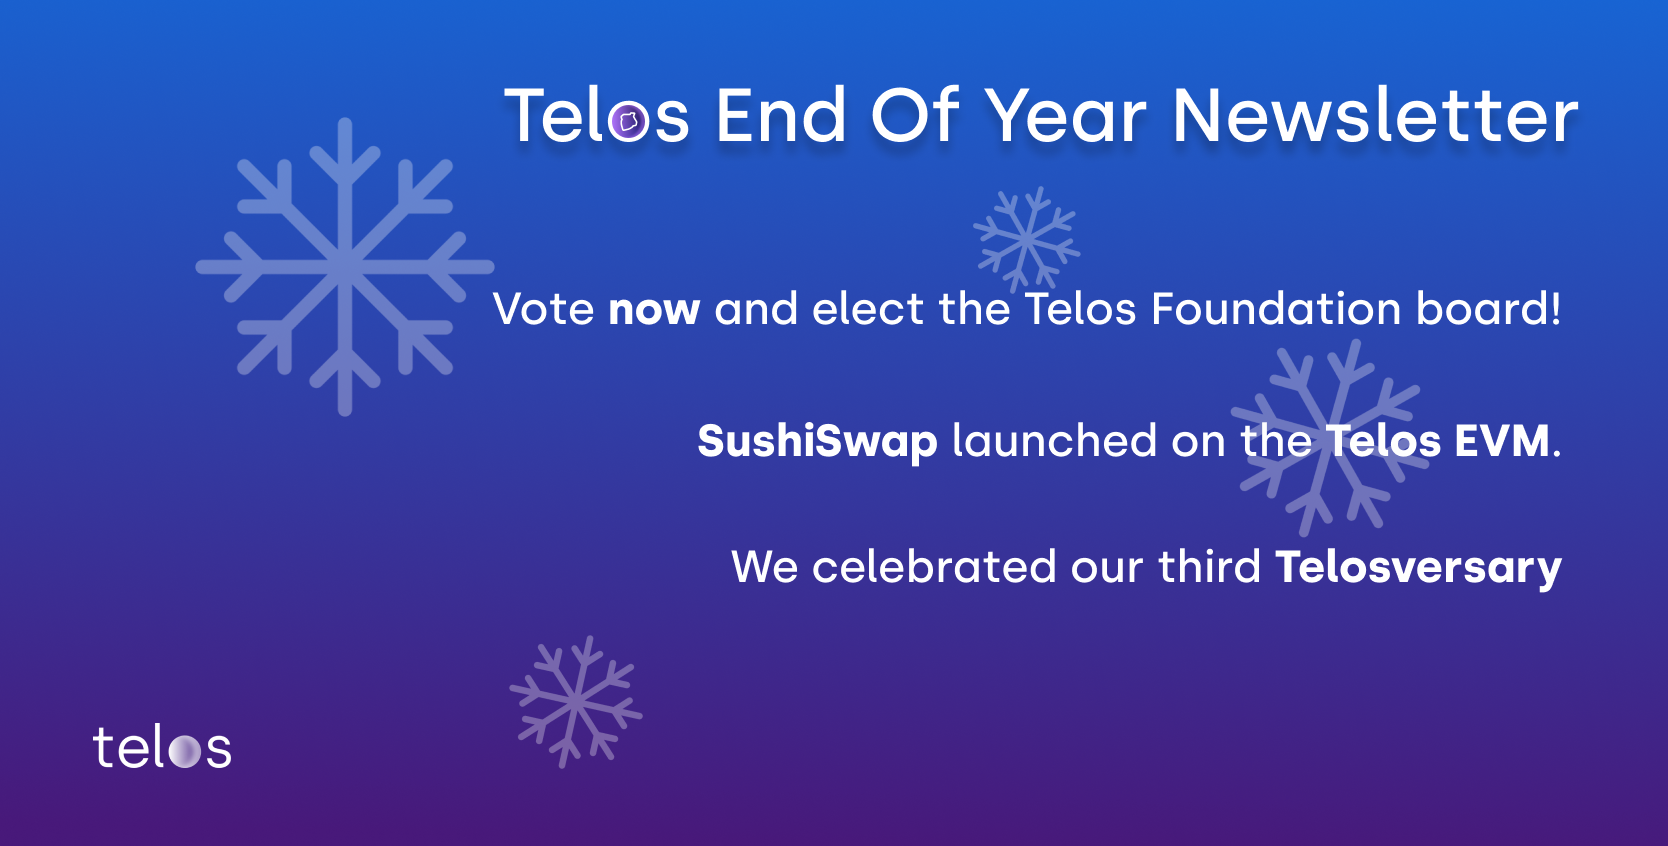 Telos End Of Year Newsletter
Vote now and elect the Telos Foundation board!
SushiSwap launched on the Telos EVM.
We celebrated our third Telosversary
telos